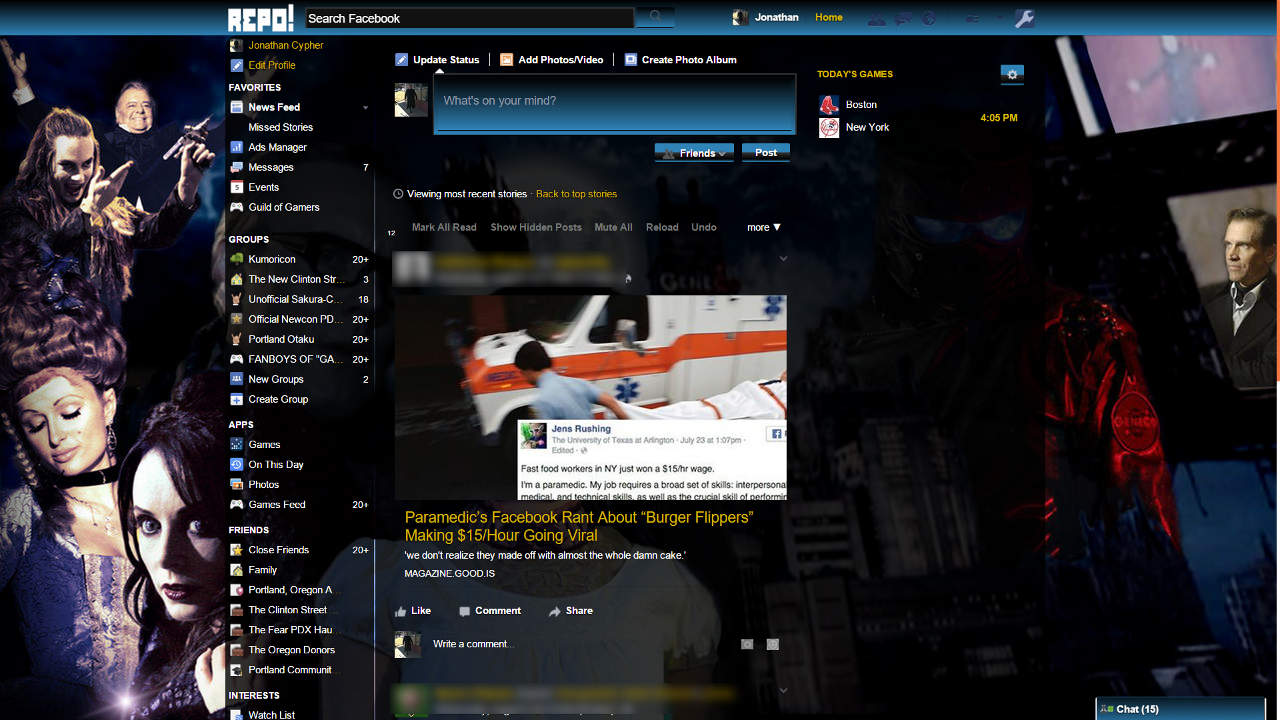 REPO!
Search Facebook
Jonathan
Home
Jonathan Cypher
Edit Profile
FAVORITES
News Feed
Missed Stories
Ads Manager
Messages 7
Events
Guild of Gamers
GROUPS
Kumoricon 20+
The New Clinton Str... 3
Unofficial Sakura-C... 18
Official Newcon PD... 20+
Portland Otaku 20+
FANBOYS OF "GA... 20+
New Groups 2
Create Group
APPS
Games
On This Day
Photos
Games Feed 20+
FRIENDS
Close Friends 20+
Family
Portland, Oregon A...
The Clinton Street ...
The Fear PDX Hau...
The Oregon Donors
Portland Communit...
INTERESTS
Watch List
Update Status
Add Photos/Video
Create Photo Album
What's on your mind?
Friends
Post
Viewing most recent stories · Back to top stories
12
Mark All Read
Show Hidden Posts
Mute All
Reload
Undo
more ▼
Jens Rushing
The University of Texas at Arlington · July 23 at 1:07pm ·
Edited ·
Fast food workers in NY just won a $15/hr wage.
I'm a paramedic. My job requires a broad set of skills: interpersona
medical, and technical skills, as well as the crucial skill of performin
Paramedic's Facebook Rant About “Burger Flippers”
Making $15/Hour Going Viral
'we don't realize they made off with almost the whole damn cake.'
MAGAZINE.GOOD.IS
Like
Comment
Share
Write a comment...
TODAY'S GAMES
Boston
New York
4:05 PM
GENECO
Chat (15)